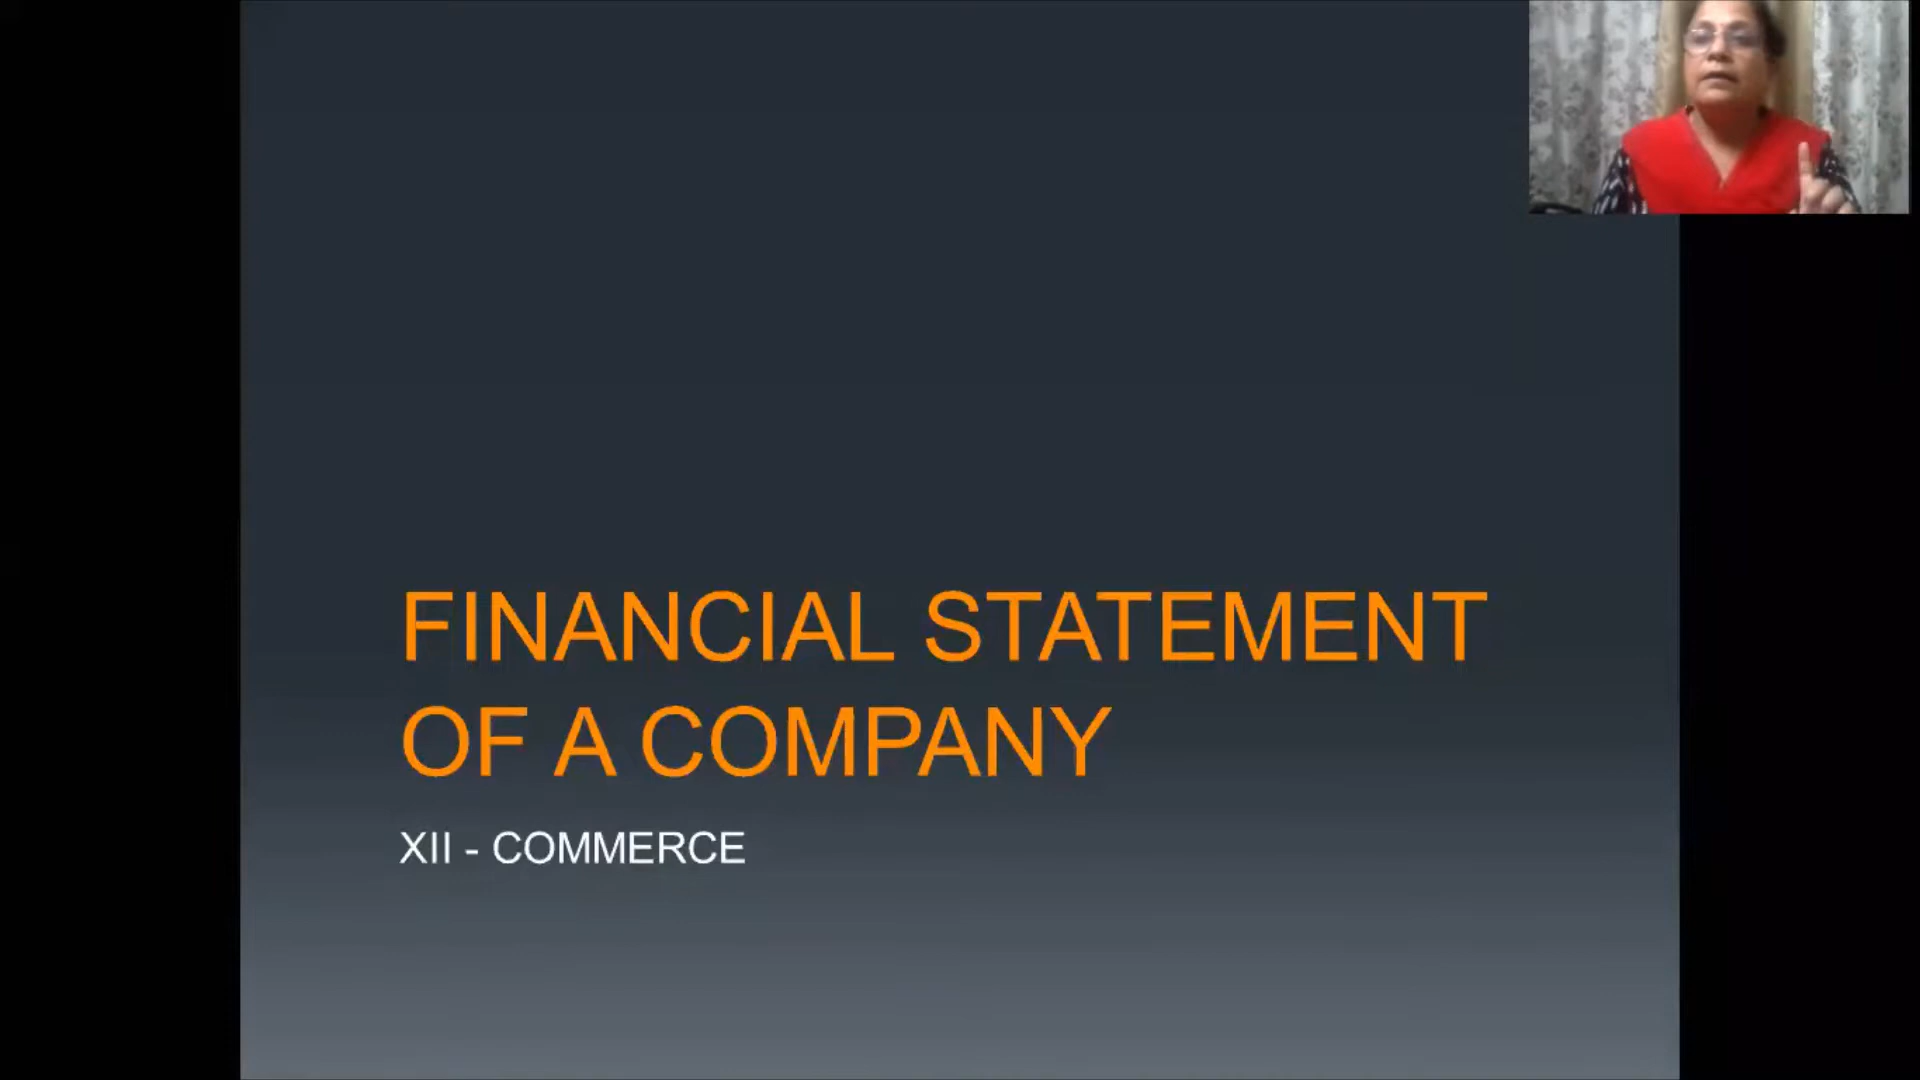 FINANCIAL STATEMENT
OF A COMPANY
XII - COMMERCE